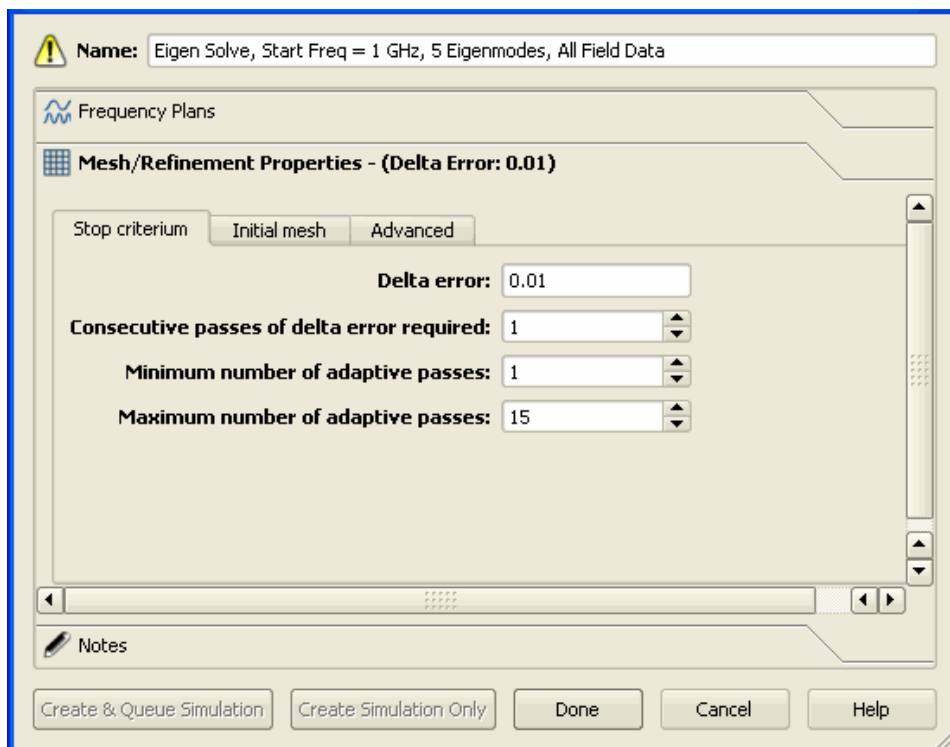 Name: Eigen Solve, Start Freq = 1 GHz, 5 Eigenmodes, All Field Data
Frequency Plans
Mesh/Refinement Properties - (Delta Error: 0.01)
Stop criterium Initial mesh Advanced
Delta error: 0.01
Consecutive passes of delta error required: 1
Minimum number of adaptive passes: 1
Maximum number of adaptive passes: 15
Notes
Create & Queue Simulation Create Simulation Only Done Cancel Help